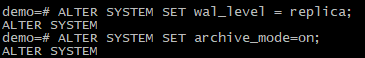 demo=# ALTER SYSTEM SET wal_level = replica;
ALTER SYSTEM
demo=# ALTER SYSTEM SET archive_mode=on;
ALTER SYSTEM